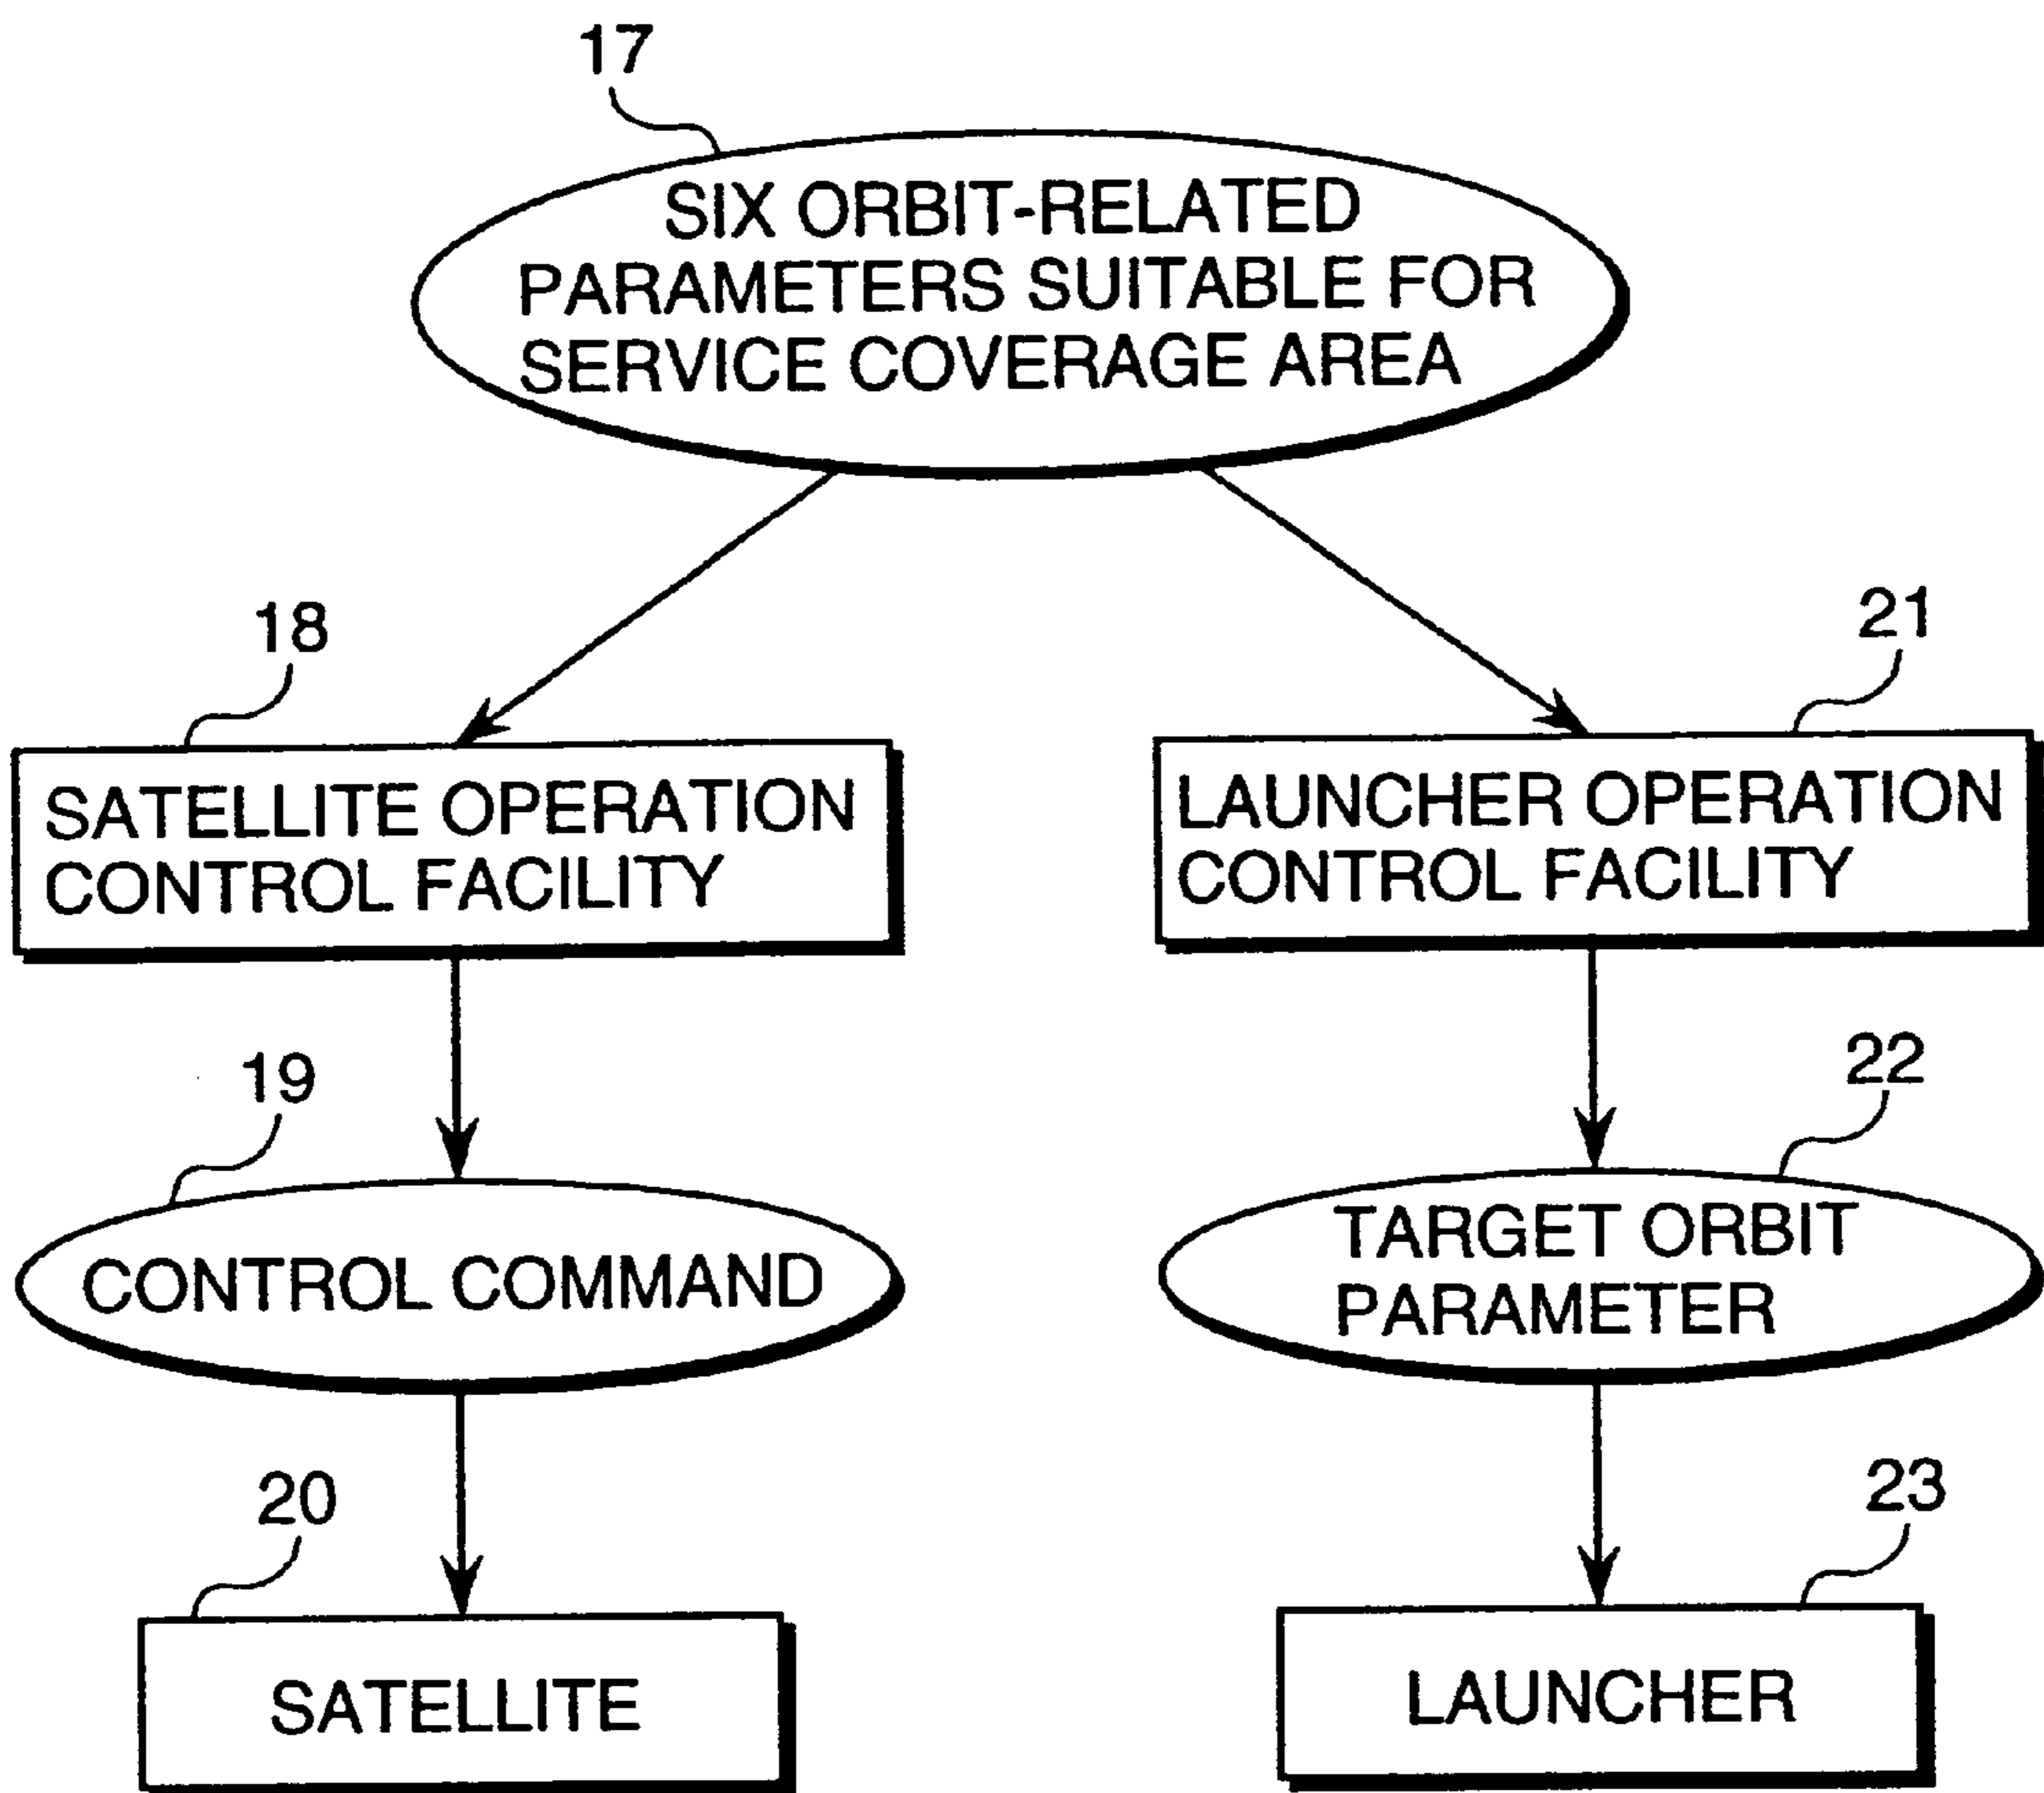 17
SIX ORBIT-RELATED
PARAMETERS SUITABLE FOR
SERVICE COVERAGE AREA
18
SATELLITE OPERATION
CONTROL FACILITY
21
LAUNCHER OPERATION
CONTROL FACILITY
19
CONTROL COMMAND
22
TARGET ORBIT
PARAMETER
20
SATELLITE
23
LAUNCHER